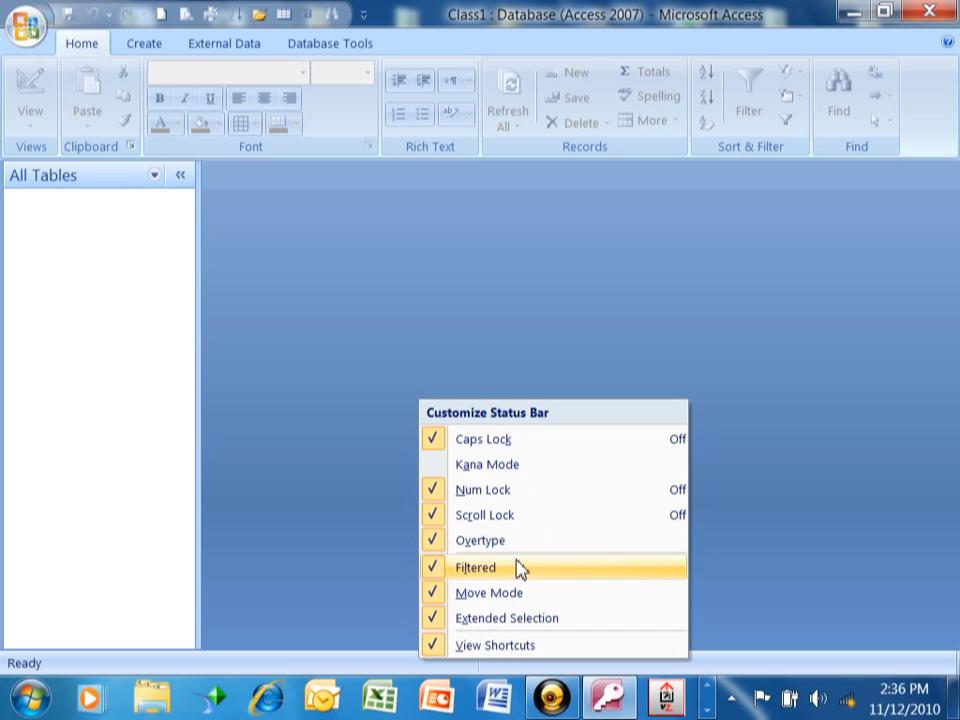 Class1 : Database (Access 2007) - Microsoft Access
Home Create External Data Database Tools
View
Paste
B I U
A
ab
Refresh All
New
Save
Delete
Σ Totals
Spelling
More
Filter
Find
Views Clipboard Font Rich Text Records Sort & Filter Find
All Tables
Customize Status Bar
Caps Lock Off
Kana Mode
Num Lock Off
Scroll Lock Off
Overtype
Filtered
Move Mode
Extended Selection
View Shortcuts
Ready
2:36 PM
11/12/2010